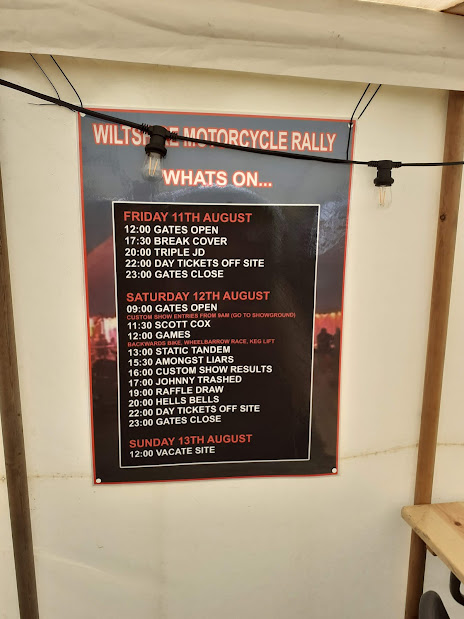 WILTSHIRE MOTORCYCLE RALLY
WHATS ON...
FRIDAY 11TH AUGUST
12:00 GATES OPEN
17:30 BREAK COVER
20:00 TRIPLE JD
22:00 DAY TICKETS OFF SITE
23:00 GATES CLOSE
SATURDAY 12TH AUGUST
09:00 GATES OPEN
CUSTOM SHOW ENTRIES FROM 9AM (GO TO SHOWGROUND)
11:30 SCOTT COX
12:00 GAMES
BACKWARDS BIKE, WHEELBARROW RACE, KEG LIFT
13:00 STATIC TANDEM
15:30 AMONGST LIARS
16:00 CUSTOM SHOW RESULTS
17:00 JOHNNY TRASHED
19:00 RAFFLE DRAW
20:00 HELLS BELLS
22:00 DAY TICKETS OFF SITE
23:00 GATES CLOSE
SUNDAY 13TH AUGUST
12:00 VACATE SITE